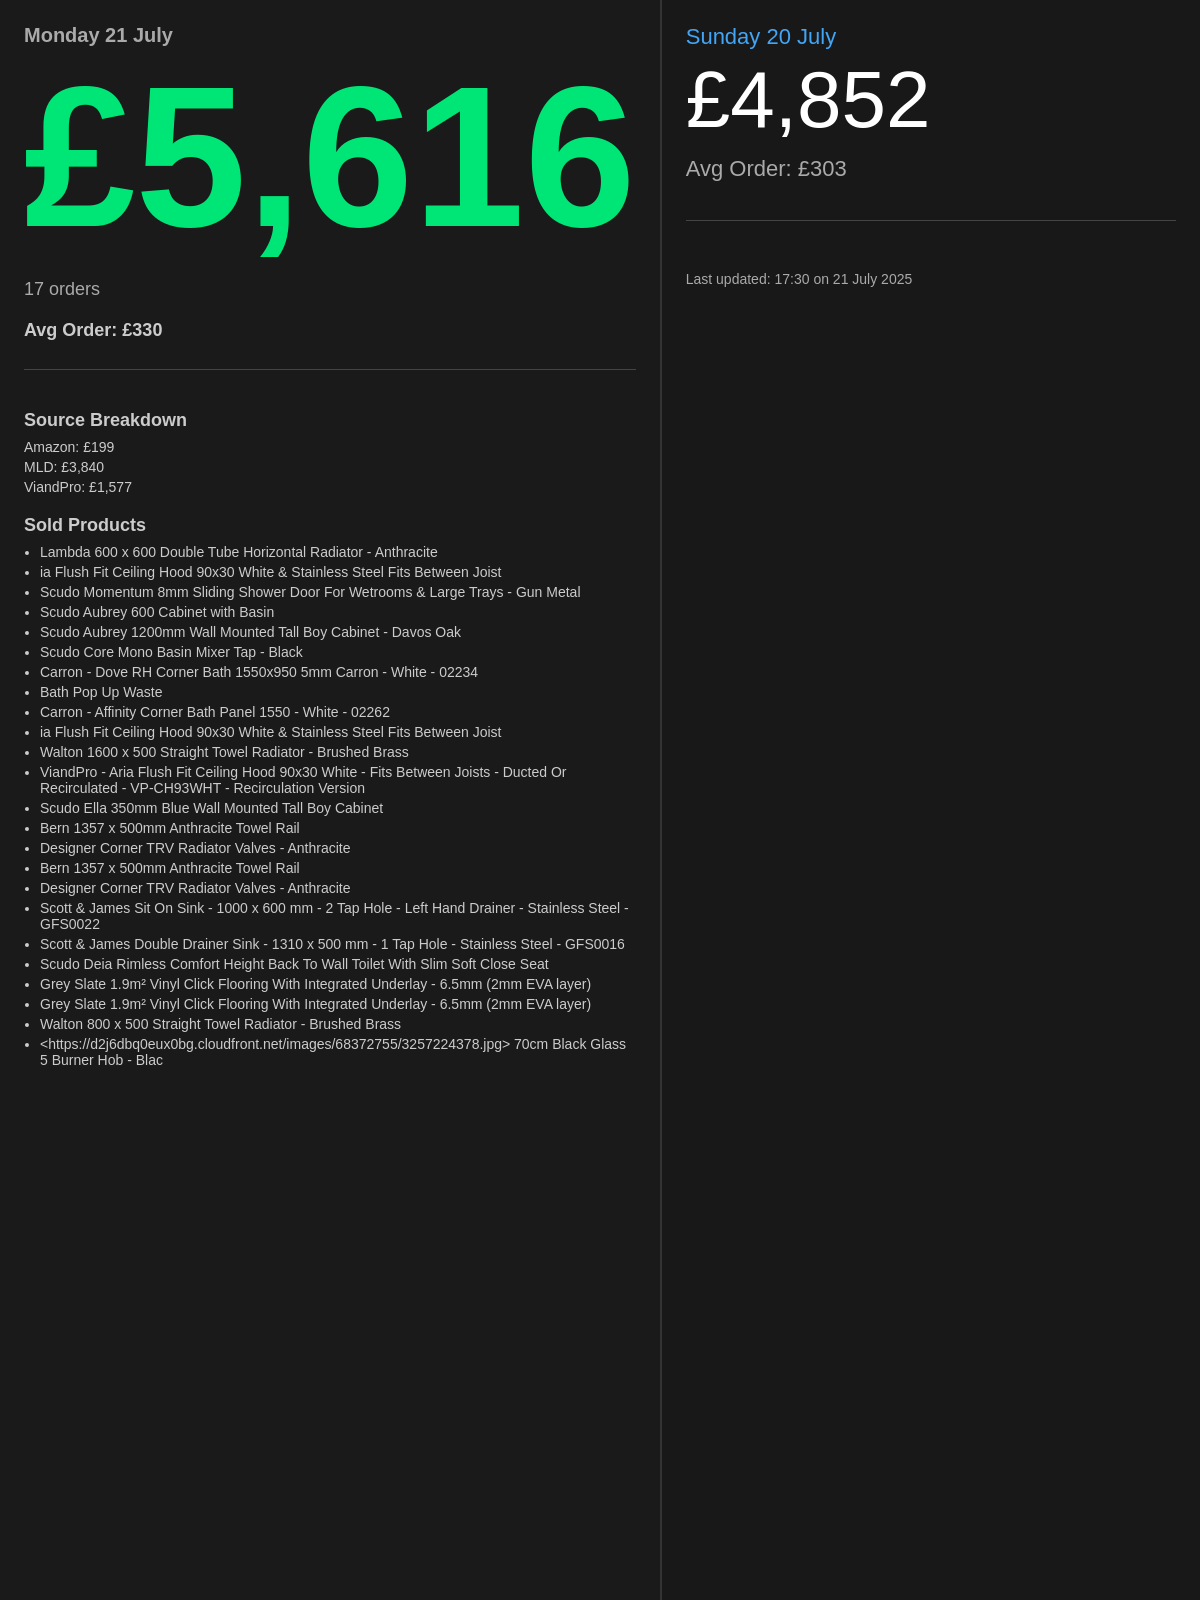 Monday 21 July
£5,616
17 orders
Avg Order: £330
Source Breakdown
Amazon: £199
MLD: £3,840
ViandPro: £1,577
Sold Products
• Lambda 600 x 600 Double Tube Horizontal Radiator - Anthracite
• ia Flush Fit Ceiling Hood 90x30 White & Stainless Steel Fits Between Joist
• Scudo Momentum 8mm Sliding Shower Door For Wetrooms & Large Trays - Gun Metal
• Scudo Aubrey 600 Cabinet with Basin
• Scudo Aubrey 1200mm Wall Mounted Tall Boy Cabinet - Davos Oak
• Scudo Core Mono Basin Mixer Tap - Black
• Carron - Dove RH Corner Bath 1550x950 5mm Carron - White - 02234
• Bath Pop Up Waste
• Carron - Affinity Corner Bath Panel 1550 - White - 02262
• ia Flush Fit Ceiling Hood 90x30 White & Stainless Steel Fits Between Joist
• Walton 1600 x 500 Straight Towel Radiator - Brushed Brass
• ViandPro - Aria Flush Fit Ceiling Hood 90x30 White - Fits Between Joists - Ducted Or
Recirculated - VP-CH93WHT - Recirculation Version
• Scudo Ella 350mm Blue Wall Mounted Tall Boy Cabinet
• Bern 1357 x 500mm Anthracite Towel Rail
• Designer Corner TRV Radiator Valves - Anthracite
• Bern 1357 x 500mm Anthracite Towel Rail
• Designer Corner TRV Radiator Valves - Anthracite
• Scott & James Sit On Sink - 1000 x 600 mm - 2 Tap Hole - Left Hand Drainer - Stainless Steel -
GFS0022
• Scott & James Double Drainer Sink - 1310 x 500 mm - 1 Tap Hole - Stainless Steel - GFS0016
• Scudo Deia Rimless Comfort Height Back To Wall Toilet With Slim Soft Close Seat
• Grey Slate 1.9m² Vinyl Click Flooring With Integrated Underlay - 6.5mm (2mm EVA layer)
• Grey Slate 1.9m² Vinyl Click Flooring With Integrated Underlay - 6.5mm (2mm EVA layer)
• Walton 800 x 500 Straight Towel Radiator - Brushed Brass
• <https://d2j6dbq0eux0bg.cloudfront.net/images/68372755/3257224378.jpg> 70cm Black Glass
5 Burner Hob - Blac
Sunday 20 July
£4,852
Avg Order: £303
Last updated: 17:30 on 21 July 2025